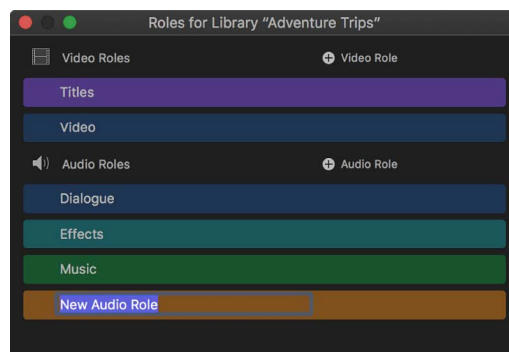 Roles for Library “Adventure Trips”
Video Roles Video Role
Titles
Video
Audio Roles Audio Role
Dialogue
Effects
Music
New Audio Role